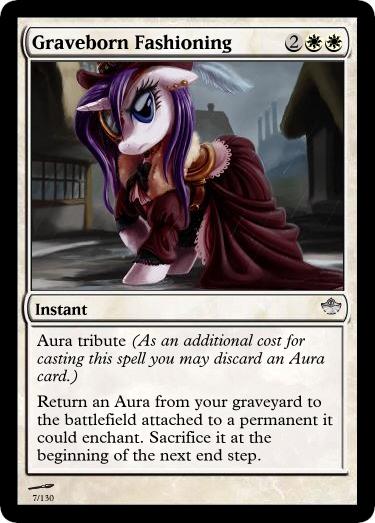 Graveborn Fashioning 2
Instant
Aura tribute (As an additional cost for
casting this spell you may discard an Aura
card.)
Return an Aura from your graveyard to
the battlefield attached to a permanent it
could enchant. Sacrifice it at the
beginning of the next end step.
7/130